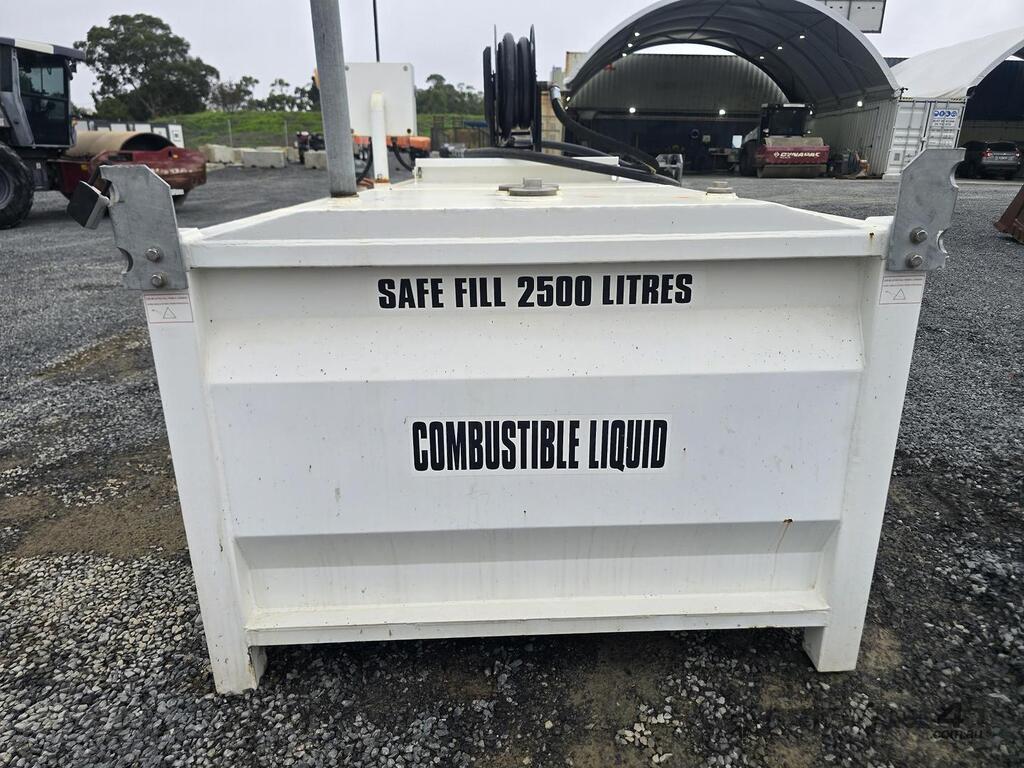 DYNAPAC
SAFE FILL 2500 LITRES
COMBUSTIBLE LIQUID